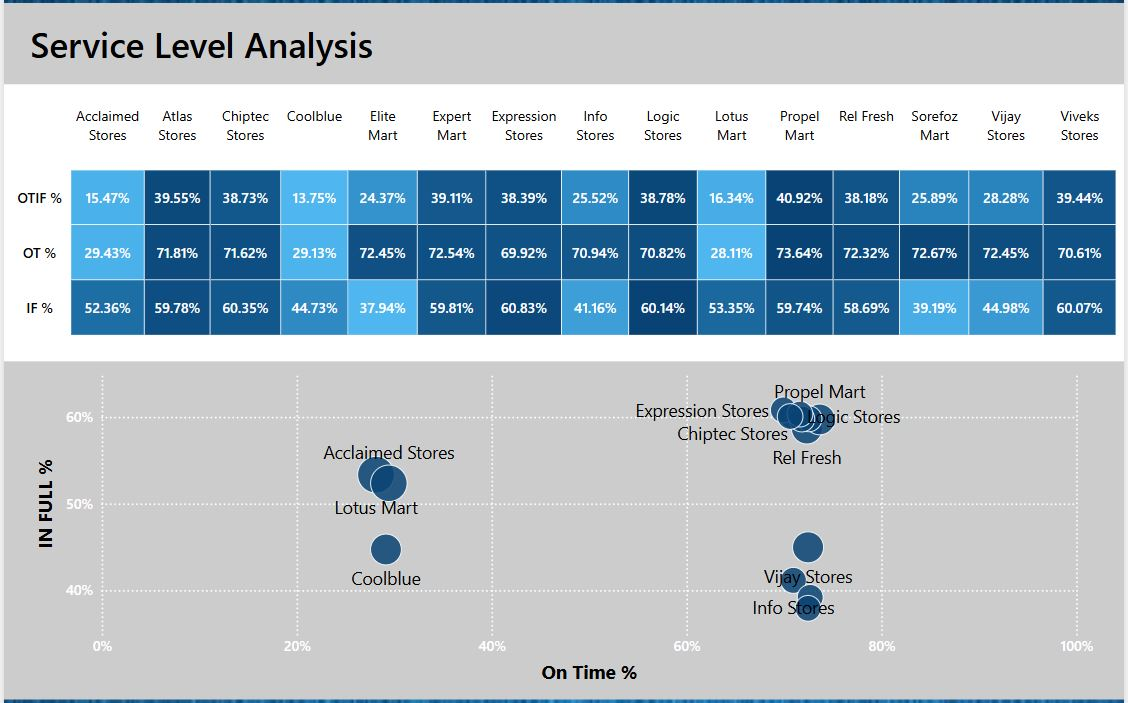 Service Level Analysis
Acclaimed Stores Atlas Stores Chiptec Stores Coolblue Elite Mart Expert Mart Expression Stores Info Stores Logic Stores Lotus Mart Propel Mart Rel Fresh Sorefoz Mart Vijay Stores Viveks Stores
OTIF % 15.47% 39.55% 38.73% 13.75% 24.37% 39.11% 38.39% 25.52% 38.78% 16.34% 40.92% 38.18% 25.89% 28.28% 39.44%
OT % 29.43% 71.81% 71.62% 29.13% 72.45% 72.54% 69.92% 70.94% 70.82% 28.11% 73.64% 72.32% 72.67% 72.45% 70.61%
IF % 52.36% 59.78% 60.35% 44.73% 37.94% 59.81% 60.83% 41.16% 60.14% 53.35% 59.74% 58.69% 39.19% 44.98% 60.07%
Propel Mart
60% Expression Stores Logic Stores
Chiptec Stores
Acclaimed Stores
Rel Fresh
IN FULL %
50%
Lotus Mart
Coolblue
Vijay Stores
40%
Info Stores
0% 20% 40% 60% 80% 100%
On Time %